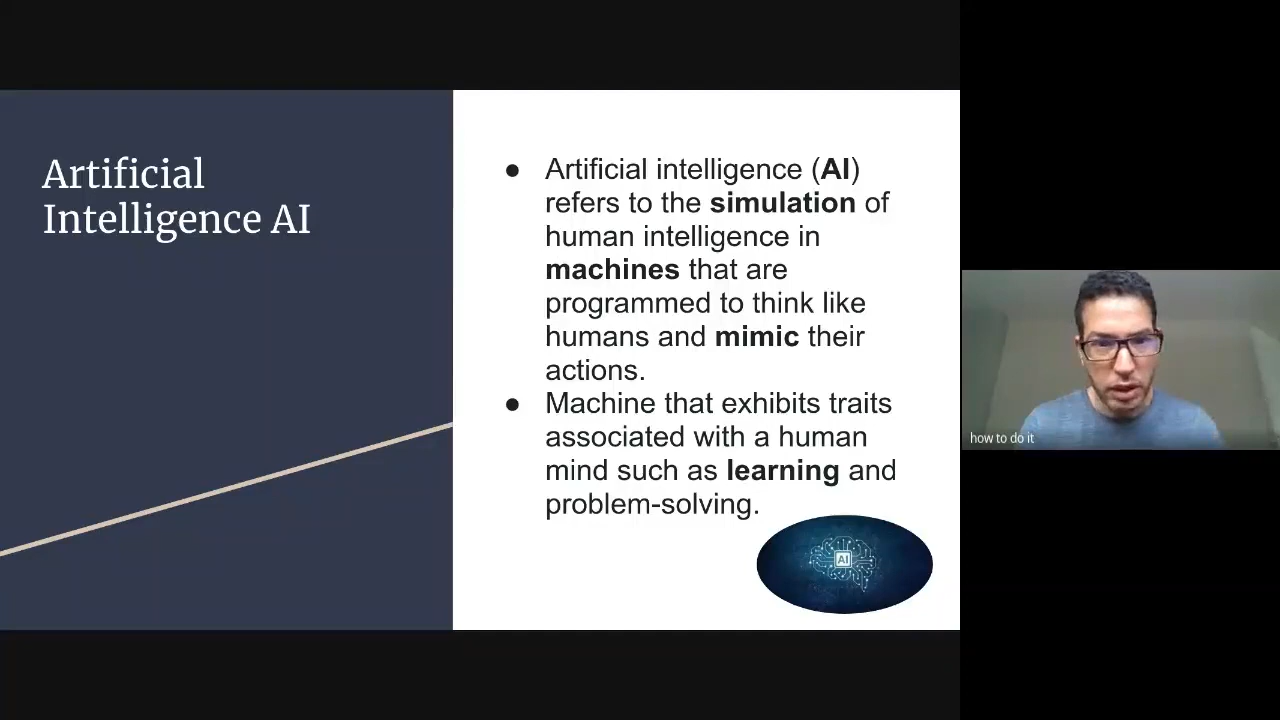 Artificial
Intelligence AI
● Artificial intelligence (AI)
refers to the simulation of
human intelligence in
machines that are
programmed to think like
humans and mimic their
actions.
● Machine that exhibits traits
associated with a human
mind such as learning and
problem-solving.
AI
how to do it